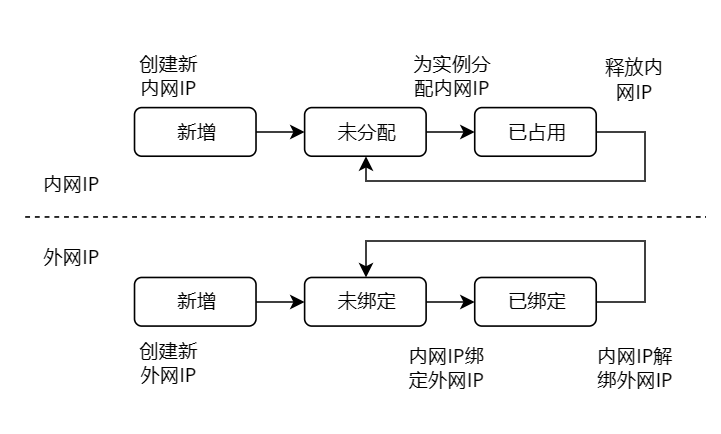 创建新
内网IP
为实例分
配内网IP
释放内
网IP
新增
未分配
已占用
内网IP
外网IP
新增
未绑定
已绑定
创建新
外网IP
内网IP绑
定外网IP
内网IP解
绑外网IP